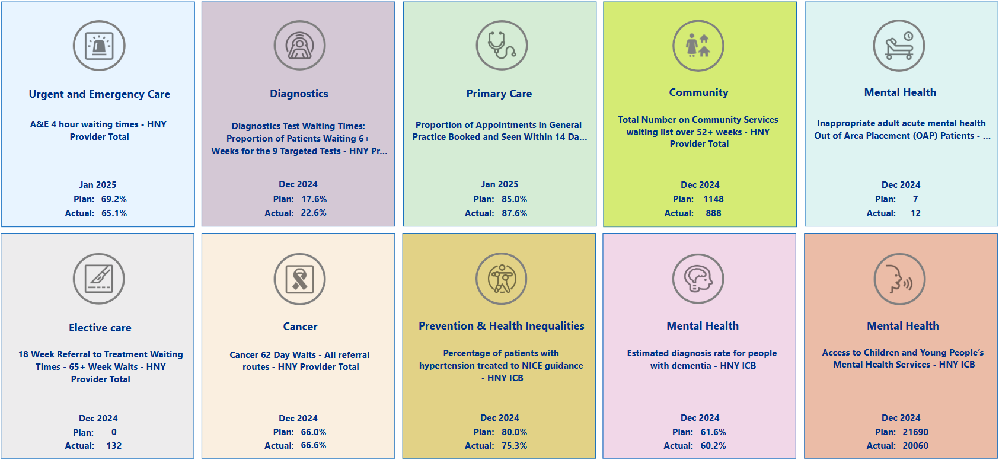 Urgent and Emergency Care
A&E 4 hour waiting times - HNY
Provider Total
Jan 2025
Plan: 69.2%
Actual: 65.1%
Diagnostics
Diagnostics Test Waiting Times:
Proportion of Patients Waiting 6+
Weeks for the 9 Targeted Tests - HNY Pr...
Dec 2024
Plan: 17.6%
Actual: 22.6%
Primary Care
Proportion of Appointments in General
Practice Booked and Seen Within 14 Da...
Jan 2025
Plan: 85.0%
Actual: 87.6%
Community
Total Number on Community Services
waiting list over 52+ weeks - HNY
Provider Total
Dec 2024
Plan: 1148
Actual: 888
Mental Health
Inappropriate adult acute mental health
Out of Area Placement (OAP) Patients - ...
Dec 2024
Plan: 7
Actual: 12
Elective care
18 Week Referral to Treatment Waiting
Times - 65+ Week Waits - HNY
Provider Total
Dec 2024
Plan: 0
Actual: 132
Cancer
Cancer 62 Day Waits - All referral
routes - HNY Provider Total
Dec 2024
Plan: 66.0%
Actual: 66.6%
Prevention & Health Inequalities
Percentage of patients with
hypertension treated to NICE guidance
- HNY ICB
Dec 2024
Plan: 80.0%
Actual: 75.3%
Mental Health
Estimated diagnosis rate for people
with dementia - HNY ICB
Dec 2024
Plan: 61.6%
Actual: 60.2%
Mental Health
Access to Children and Young People's
Mental Health Services - HNY ICB
Dec 2024
Plan: 21690
Actual: 20060